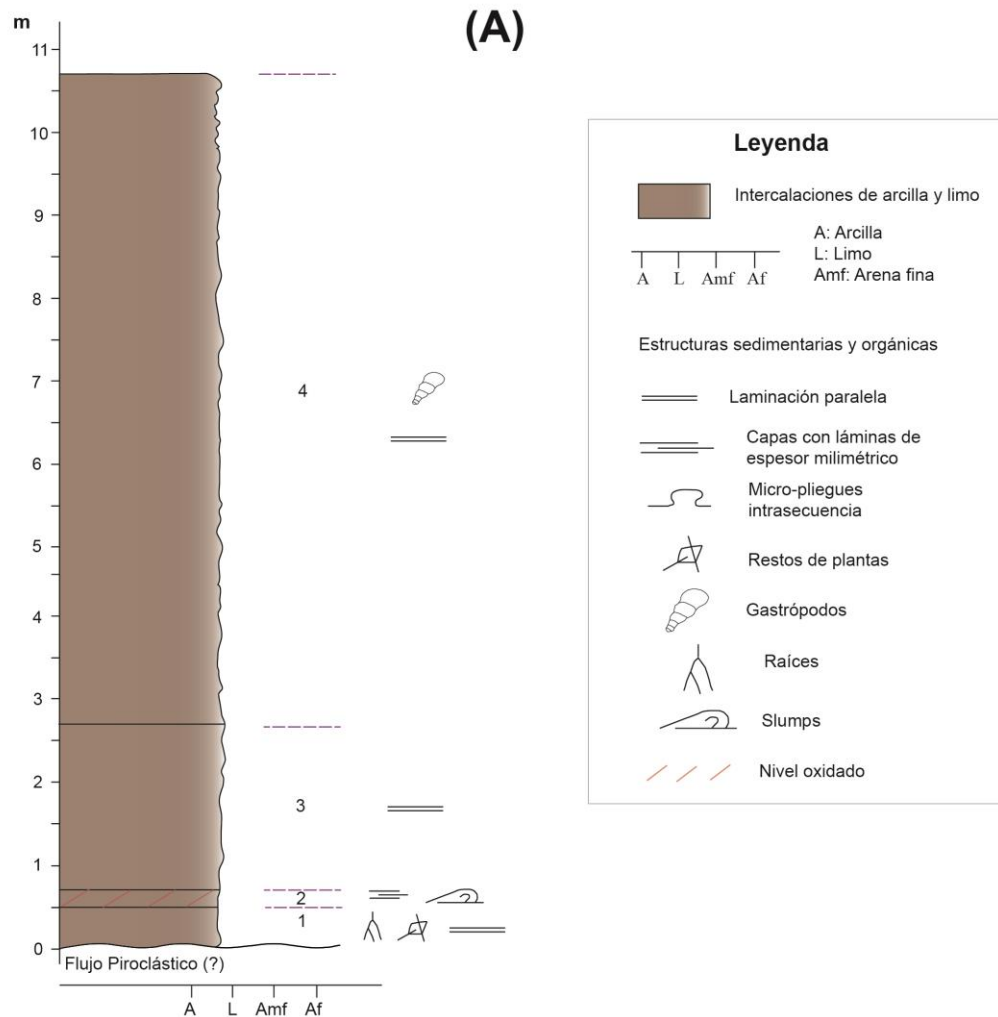 (A)
m
11
10
9
8
7
6
5
4
3
2
1
0
4
3
2
1
Flujo Piroclástico (?)
A L Amf Af
Leyenda
Intercalaciones de arcilla y limo
A: Arcilla
L: Limo
Amf: Arena fina
A L Amf Af
Estructuras sedimentarias y orgánicas
Laminación paralela
Capas con láminas de
espesor milimétrico
Micro-pliegues
intrasecuencia
Restos de plantas
Gastrópodos
Raíces
Slumps
Nivel oxidado